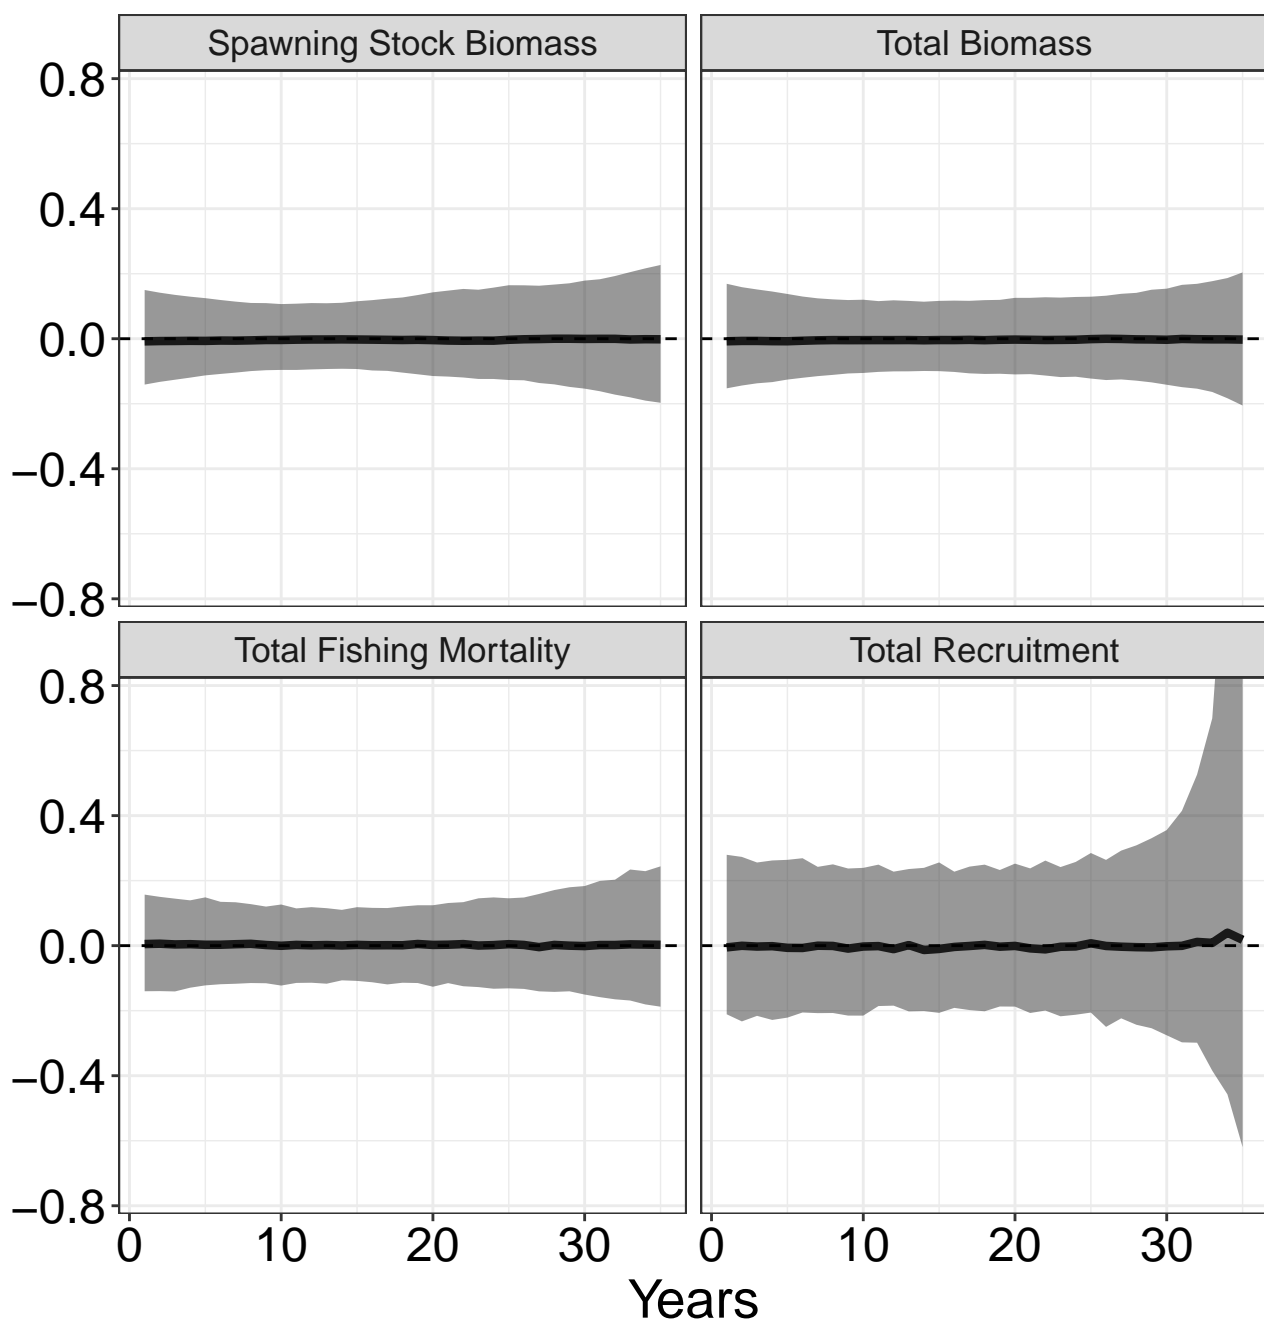 Spawning Stock Biomass
Total Biomass
0.8
0.4
0.0
−0.4
−0.8
Total Fishing Mortality
Total Recruitment
0.8
0.4
0.0
−0.4
−0.8
0 10 20 30
0 10 20 30
Years